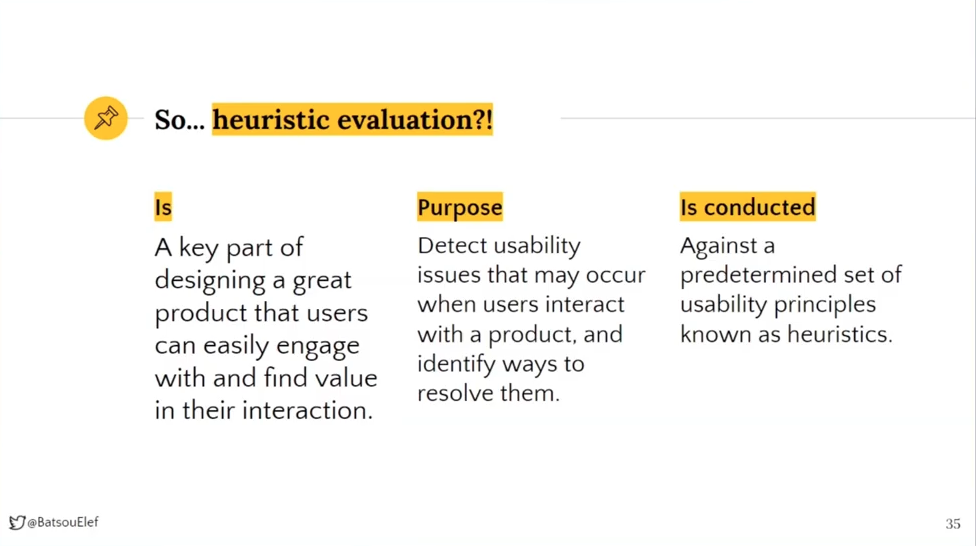 So... heuristic evaluation?!
Is
A key part of
designing a great
product that users
can easily engage
with and find value
in their interaction.
Purpose
Detect usability
issues that may occur
when users interact
with a product, and
identify ways to
resolve them.
Is conducted
Against a
predetermined set of
usability principles
known as heuristics.
@BatsouElef
35